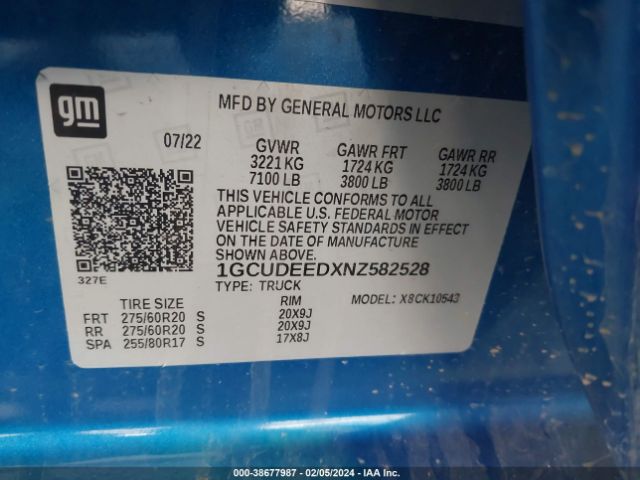 gm
MFD BY GENERAL MOTORS LLC
07/22 GVWR GAWR FRT GAWR RR
3221 KG 1724 KG 1724 KG
7100 LB 3800 LB 3800 LB
THIS VEHICLE CONFORMS TO ALL
APPLICABLE U.S. FEDERAL MOTOR
VEHICLE SAFETY STANDARDS IN EFFECT
ON THE DATE OF MANUFACTURE
SHOWN ABOVE.
327E
1GCUDEEDXNZ582528
TYPE: TRUCK MODEL: X8CK10543
TIRE SIZE RIM
FRT 275/60R20 S 20X9J
RR 275/60R20 S 20X9J
SPA 255/80R17 S 17X8J
000-38677987 - 02/05/2024 - IAA Inc.